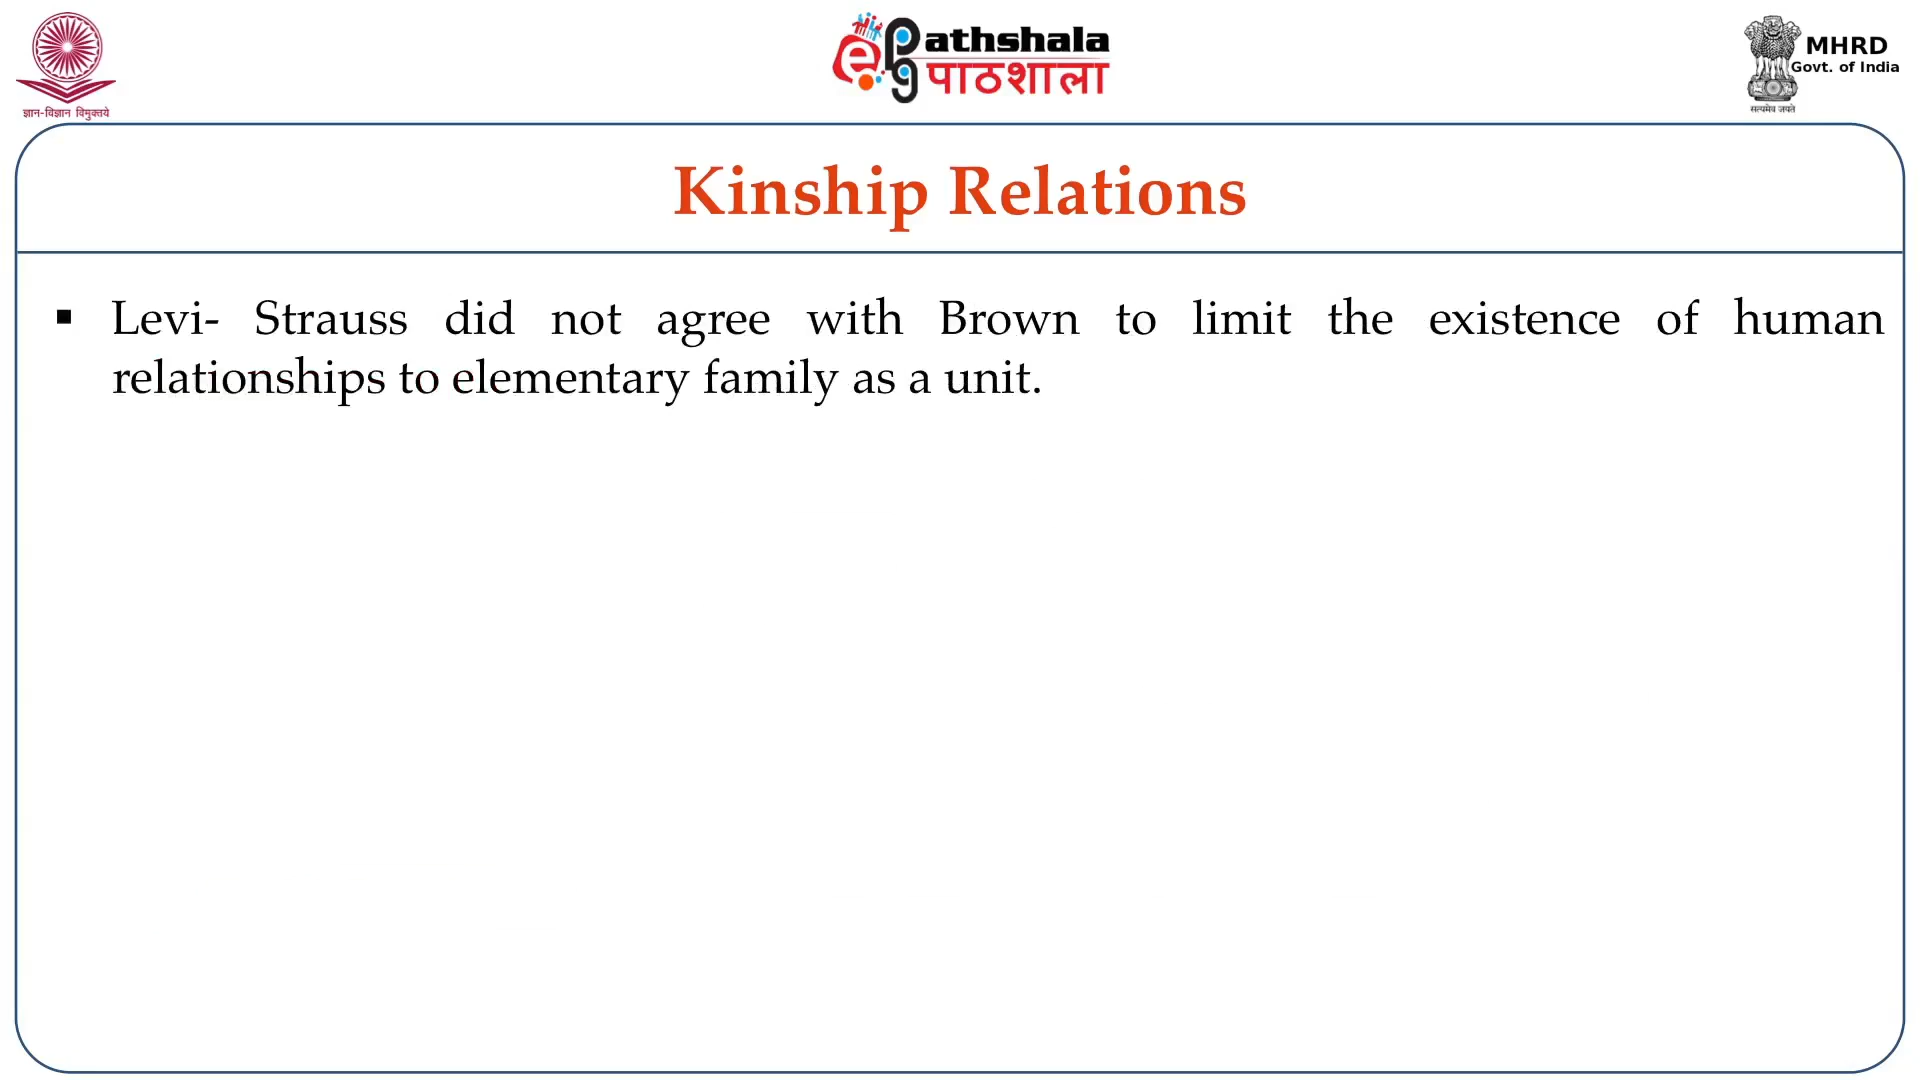 ज्ञान-विज्ञान विमुक्तये
e Pathshala
पाठशाला
MHRD
Govt. of India
सत्यमेव जयते
Kinship Relations
▪ Levi- Strauss did not agree with Brown to limit the existence of human
relationships to elementary family as a unit.